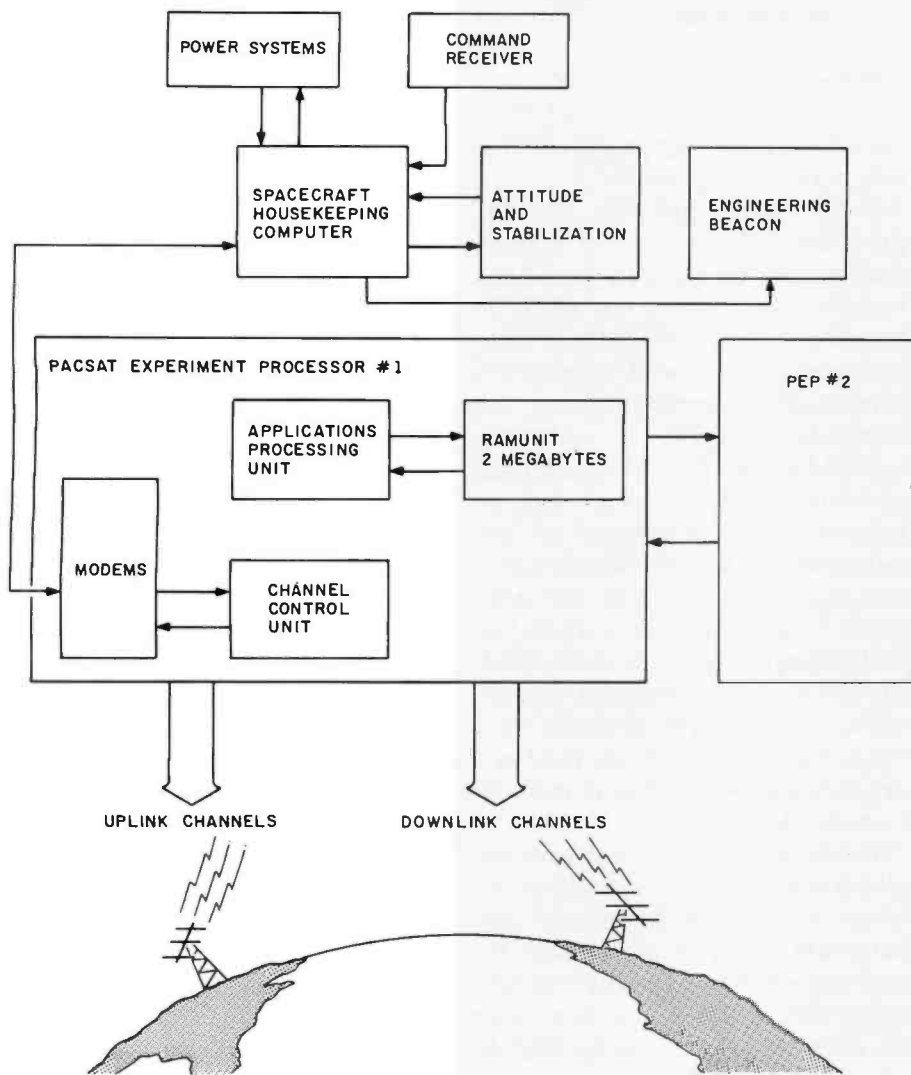 POWER SYSTEMS
COMMAND
RECEIVER
SPACECRAFT
HOUSEKEEPING
COMPUTER
ATTITUDE
AND
STABILIZATION
ENGINEERING
BEACON
PACSAT EXPERIMENT PROCESSOR #1
PEP #2
APPLICATIONS
PROCESSING
UNIT
RAMUNIT
2 MEGABYTES
MODEMS
CHANNEL
CONTROL
UNIT
UPLINK CHANNELS
DOWNLINK CHANNELS